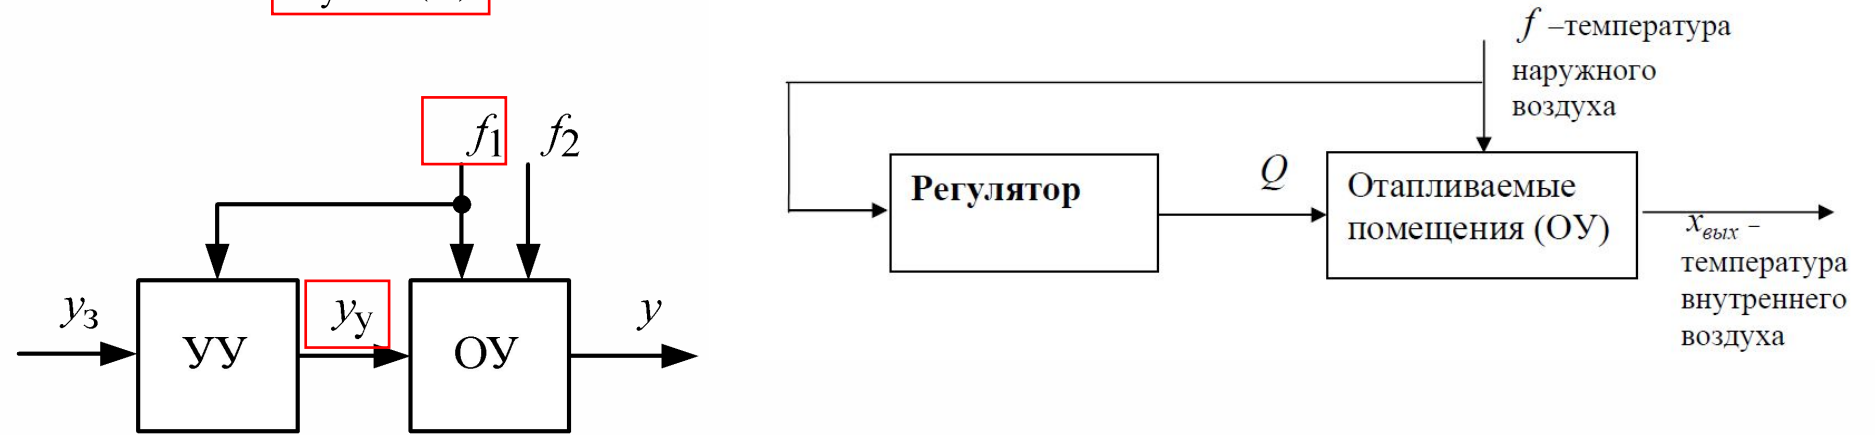 f1 f2
yз
yу
y
УУ
ОУ
f –температура
наружного
воздуха
Регулятор
Q
Отапливаемые
помещения (ОУ)
xвых –
температура
внутреннего
воздуха